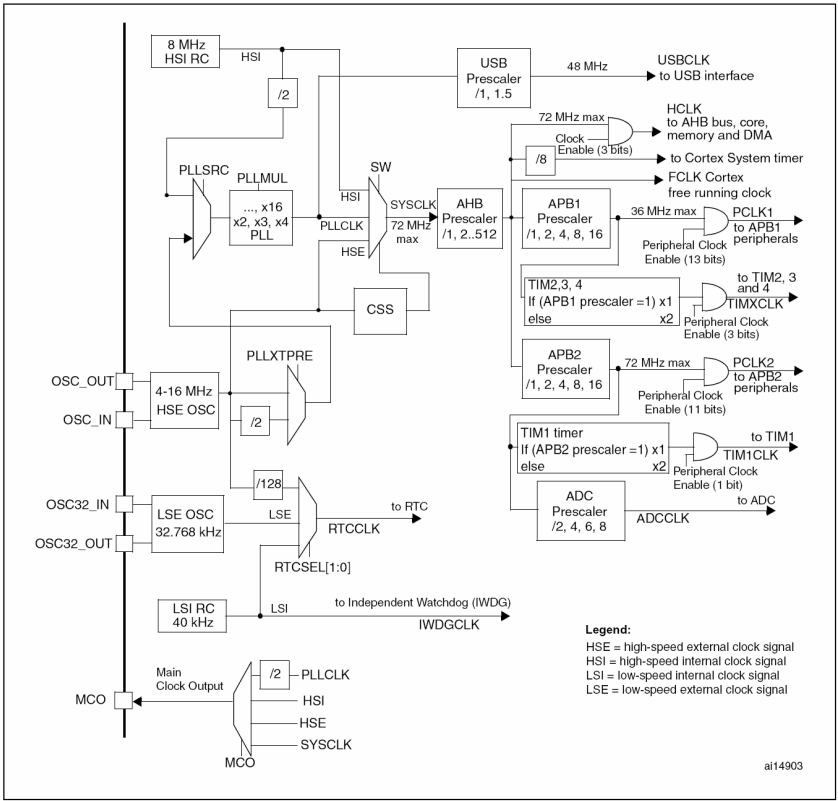 8 MHz
HSI RC
HSI
/2
USB
Prescaler
/1, 1.5
48 MHz
USBCLK
to USB interface
72 MHz max
Clock
Enable (3 bits)
HCLK
to AHB bus, core,
memory and DMA
/8
to Cortex System timer
FCLK Cortex
free running clock
PLLSRC
PLLMUL
..., x16
x2, x3, x4
PLL
SW
HSI
PLLCLK
HSE
SYSCLK
72 MHz
max
AHB
Prescaler
/1, 2..512
APB1
Prescaler
/1, 2, 4, 8, 16
36 MHz max
PCLK1
to APB1
peripherals
Peripheral Clock
Enable (13 bits)
TIM2,3, 4
If (APB1 prescaler =1) x1
else x2
to TIM2, 3
and 4
TIMXCLK
Peripheral Clock
Enable (3 bits)
CSS
PLLXTPRE
OSC_OUT
OSC_IN
4-16 MHz
HSE OSC
/2
APB2
Prescaler
/1, 2, 4, 8, 16
72 MHz max
PCLK2
to APB2
peripherals
Peripheral Clock
Enable (11 bits)
TIM1 timer
If (APB2 prescaler =1) x1
else x2
to TIM1
TIM1CLK
Peripheral Clock
Enable (1 bit)
/128
OSC32_IN
OSC32_OUT
LSE OSC
32.768 kHz
LSE
to RTC
RTCCLK
RTCSEL[1:0]
ADC
Prescaler
/2, 4, 6, 8
to ADC
ADCCLK
LSI RC
40 kHz
LSI
to Independent Watchdog (IWDG)
IWDGCLK
Legend:
HSE = high-speed external clock signal
HSI = high-speed internal clock signal
LSI = low-speed internal clock signal
LSE = low-speed external clock signal
Main
Clock Output
MCO
/2
PLLCLK
HSI
HSE
SYSCLK
MCO
ai14903